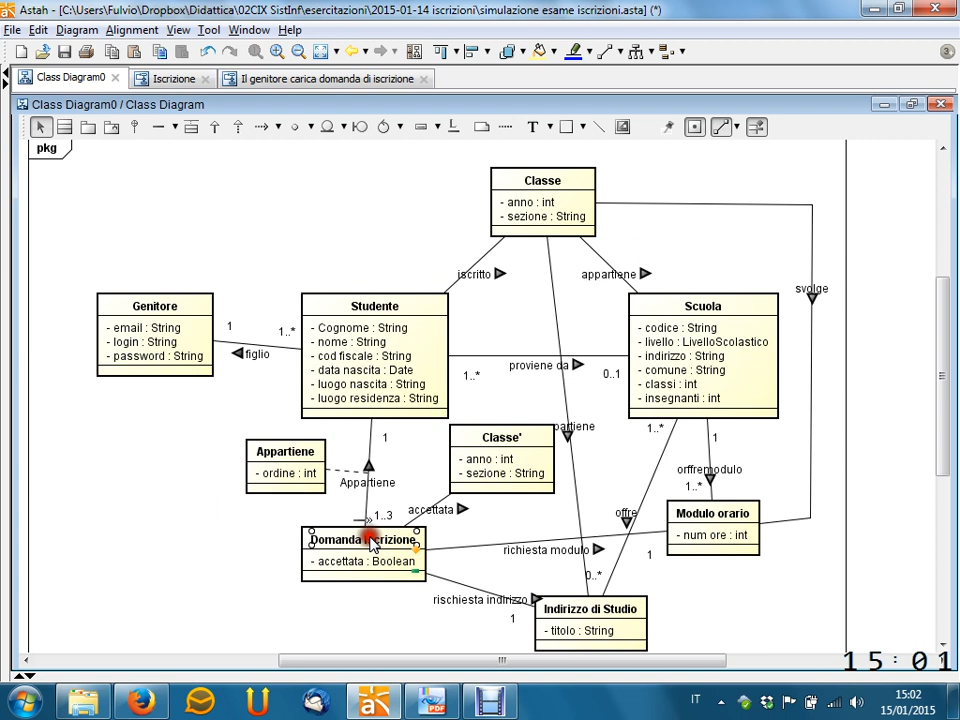 Astah - [C:\Users\Fulvio\Dropbox\Didattica\02CIX SistInf\esercitazioni\2015-01-14 iscrizioni\simulazione esame iscrizioni.asta] (*)
File Edit Diagram Alignment View Tool Window Help
3
Class Diagram0
Iscrizione
Il genitore carica domanda di iscrizione
Class Diagram0 / Class Diagram
T
pkg
Classe
- anno : int
- sezione : String
iscritto
appartiene
svolge
Genitore
- email : String
- login : String
- password : String
1
1..*
figlio
Studente
- Cognome : String
- nome : String
- cod fiscale : String
- data nascita : Date
- luogo nascita : String
- luogo residenza : String
proviene da
1..*
0..1
Scuola
- codice : String
- livello : LivelloScolastico
- indirizzo : String
- comune : String
- classi : int
- insegnanti : int
1
partiene
1..*
1
Appartiene
- ordine : int
Classe'
- anno : int
- sezione : String
Appartiene
orffremodulo
1..*
1..3
accettata
offre
Modulo orario
- num ore : int
Domanda iscrizione
- accettata : Boolean
richiesta modulo
1
0..*
rischiesta indirizzo
1
Indirizzo di Studio
- titolo : String
15:01
IT
15:02
15/01/2015